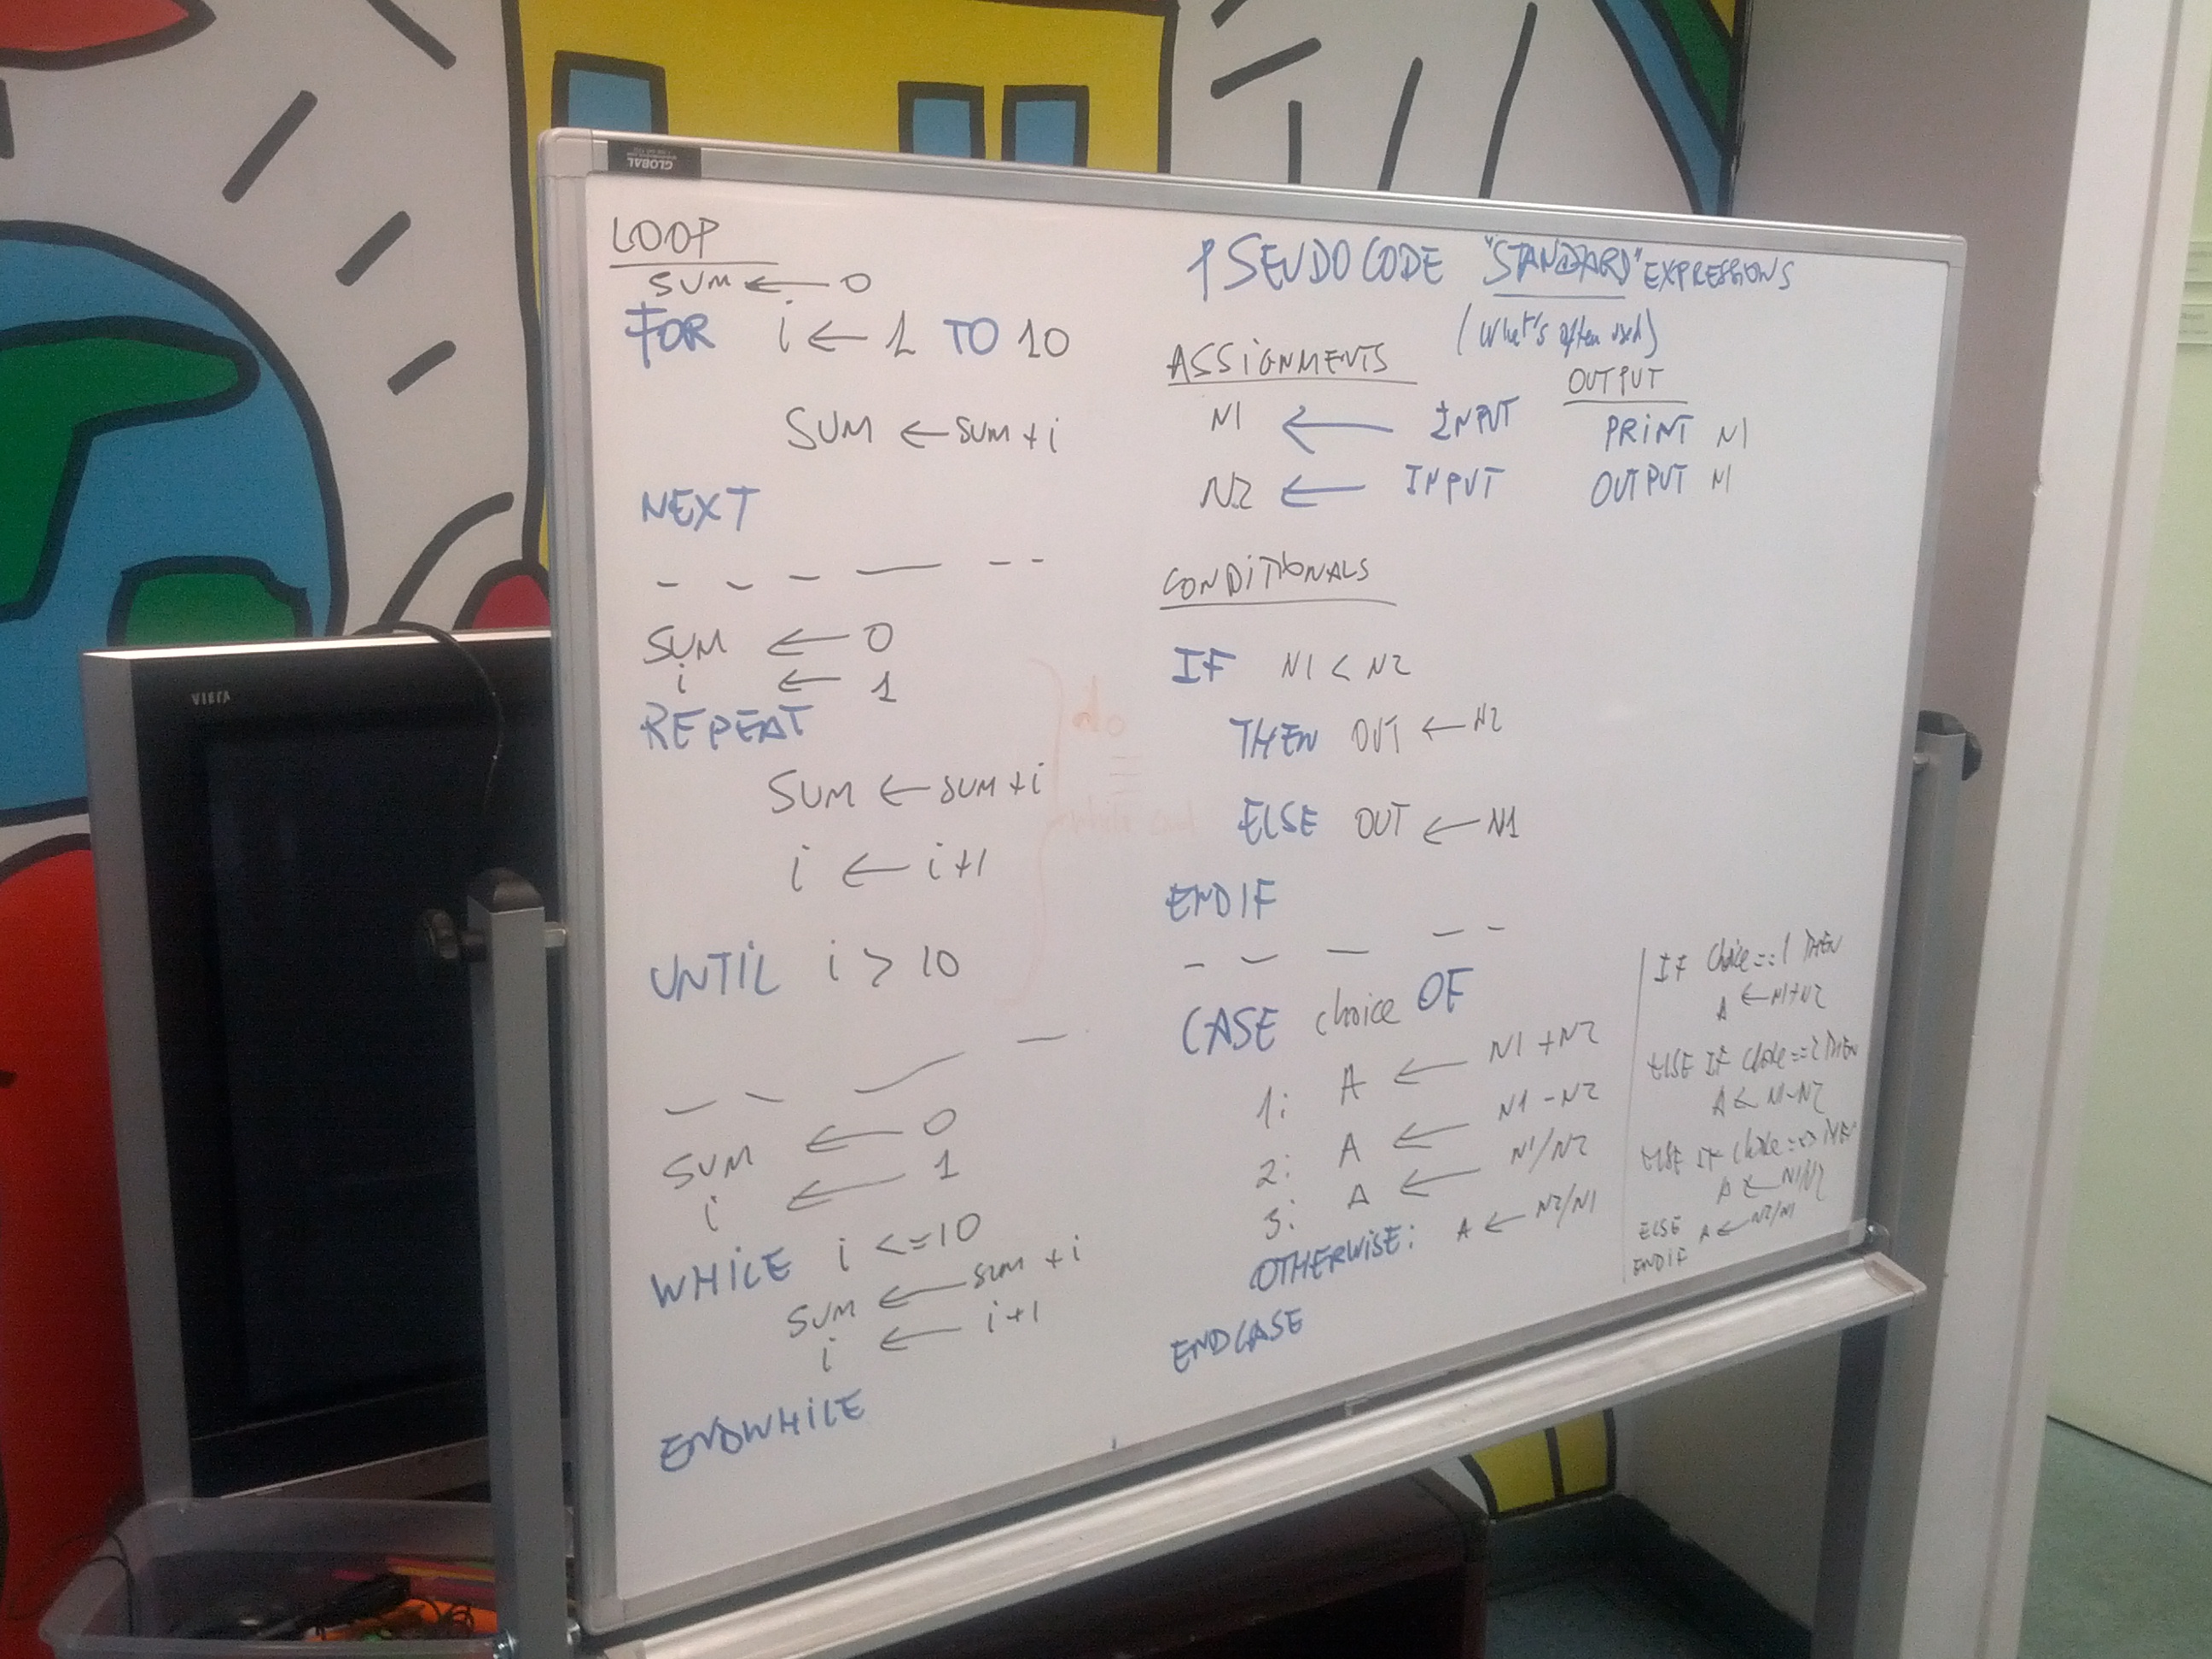 GLOBAL
LOOP
SUM ← 0
FOR i ← 1 TO 10
SUM ← SUM + i
NEXT
SUM ← 0
i ← 1
REPEAT
SUM ← SUM + i
i ← i+1
UNTIL i > 10
SUM ← 0
i ← 1
WHILE i <= 10
SUM ← SUM + i
i ← i+1
ENDWHILE
PSEUDOCODE "STANDARD" EXPRESSIONS
(What's often used)
ASSIGNMENTS
N1 ← INPUT
N2 ← INPUT
OUTPUT
PRINT N1
OUTPUT N1
CONDITIONALS
IF N1 < N2
THEN OUT ← N2
ELSE OUT ← N1
ENDIF
CASE choice OF
1: A ← N1 + N2
2: A ← N1 - N2
3: A ← N1/N2
OTHERWISE: A ← N2/N1
ENDCASE
IF choice == 1 THEN
A ← N1+N2
ELSE IF choice == 2 THEN
A ← N1-N2
ELSE IF choice == 3 THEN
A ← N1/N2
ELSE A ← N2/N1
ENDIF
VIERA